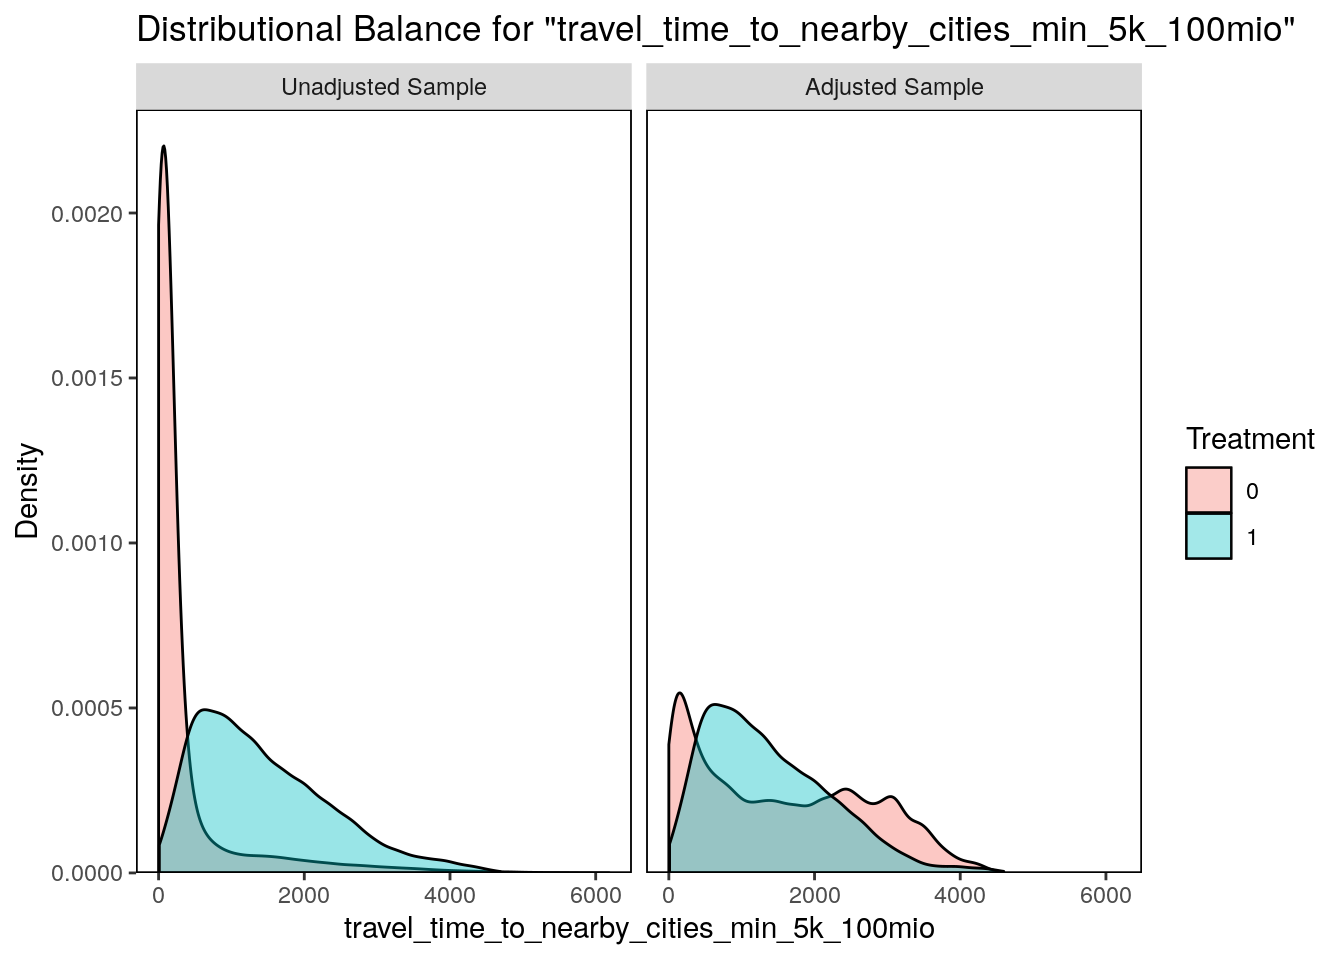 Distributional Balance for "travel_time_to_nearby_cities_min_5k_100mio"
Unadjusted Sample
Adjusted Sample
Density
0.0020
0.0015
0.0010
0.0005
0.0000
0 2000 4000 6000
0 2000 4000 6000
travel_time_to_nearby_cities_min_5k_100mio
Treatment
0
1